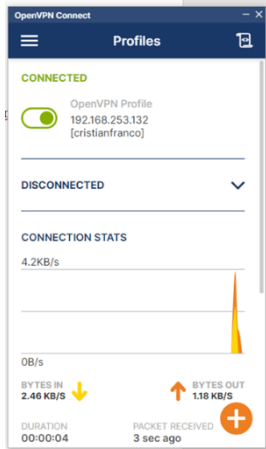 OpenVPN Connect
Profiles
CONNECTED
OpenVPN Profile
192.168.253.132
[cristianfranco]
DISCONNECTED
CONNECTION STATS
4.2KB/s
0B/s
BYTES IN
2.46 KB/S
BYTES OUT
1.18 KB/S
DURATION
00:00:04
PACKET RECEIVED
3 sec ago